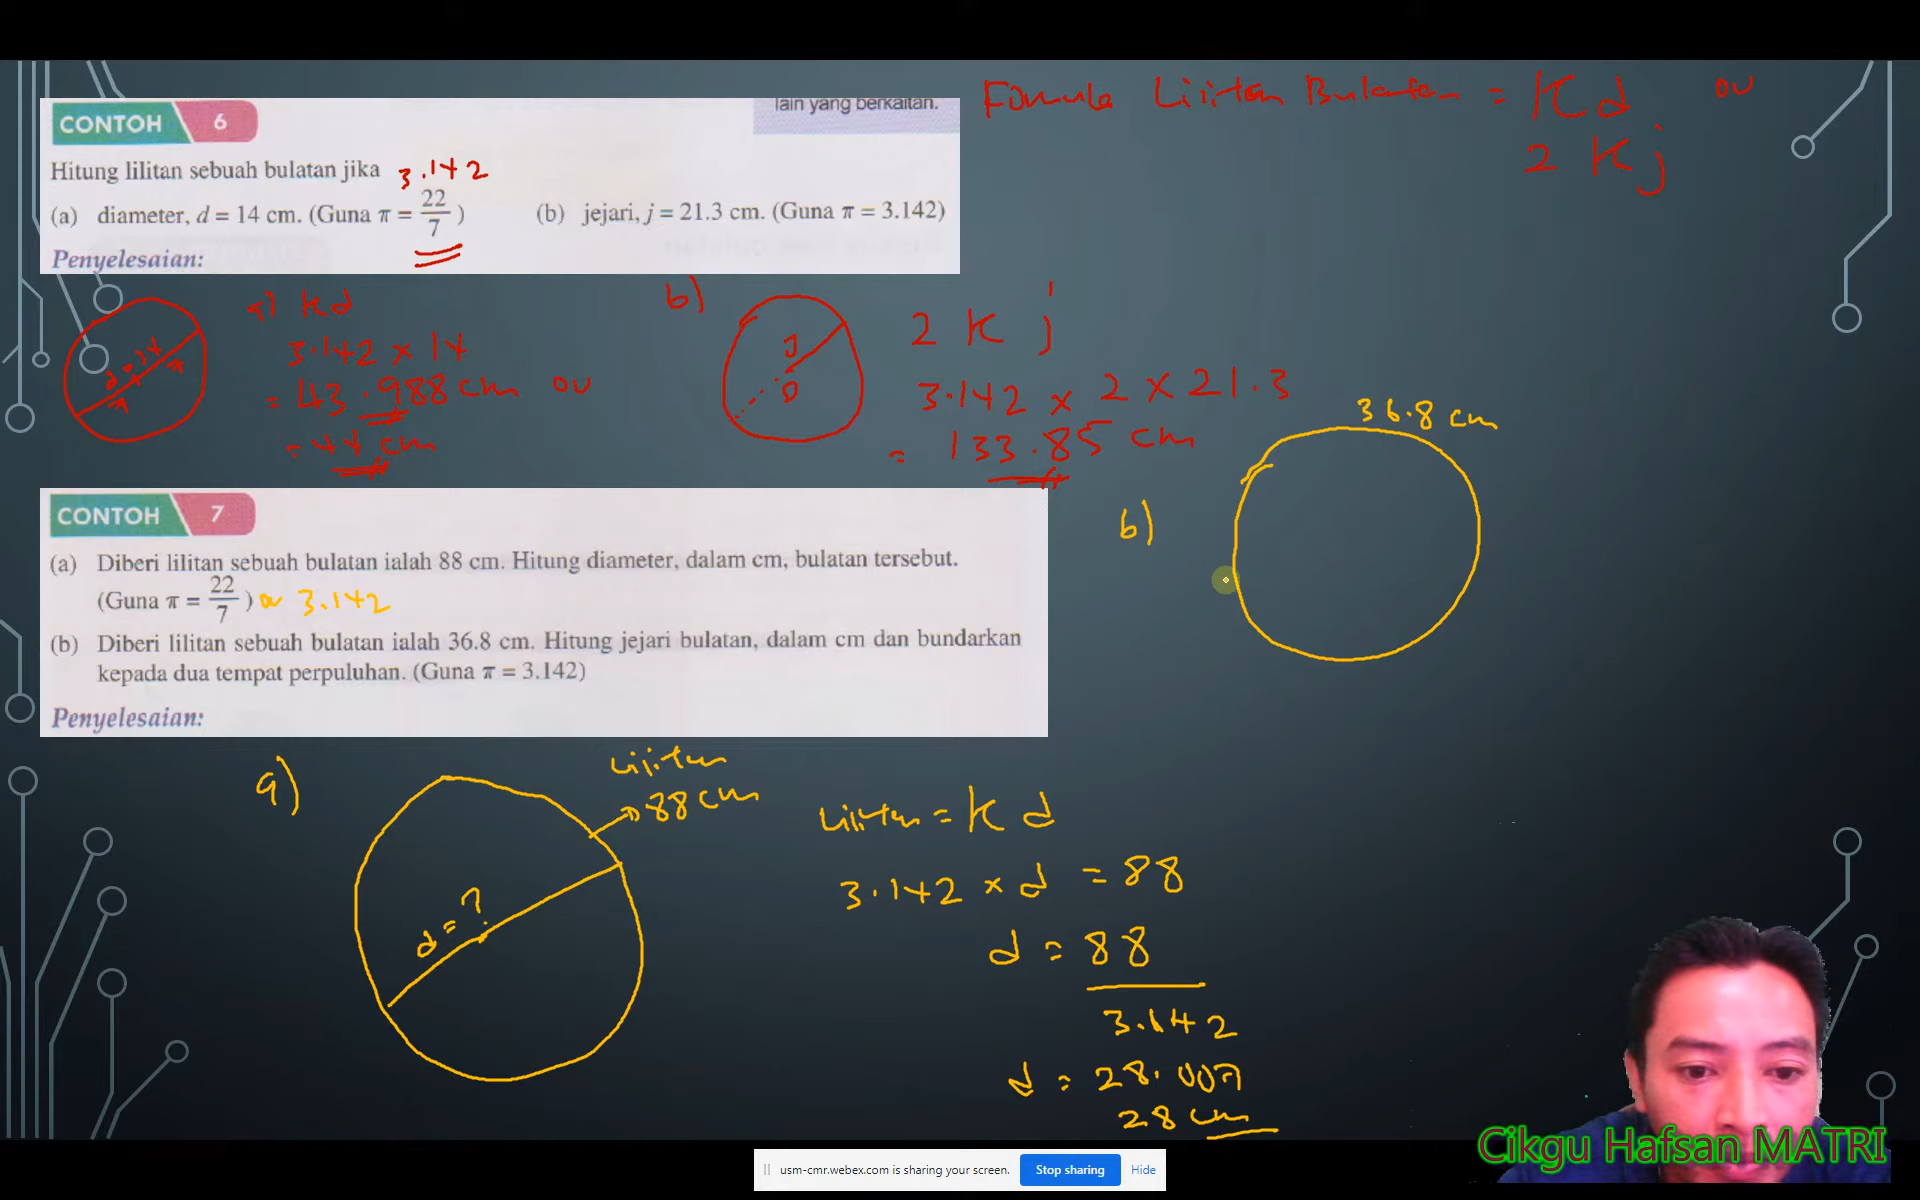 lain yang berkaitan.
Formula Lilitan Bulatan = π d ou
2 π j
CONTOH 6
Hitung lilitan sebuah bulatan jika 3.142
(a) diameter, d = 14 cm. (Guna π = 22/7)
(b) jejari, j = 21.3 cm. (Guna π = 3.142)
Penyelesaian:
d = 14
a) π d
3.142 × 14
= 43.988 cm ou
= 44 cm
b)
J
O
2 π j
3.142 × 2 × 21.3
= 133.85 cm
CONTOH 7
(a) Diberi lilitan sebuah bulatan ialah 88 cm. Hitung diameter, dalam cm, bulatan tersebut.
(Guna π = 22/7) or 3.142
(b) Diberi lilitan sebuah bulatan ialah 36.8 cm. Hitung jejari bulatan, dalam cm dan bundarkan
kepada dua tempat perpuluhan. (Guna π = 3.142)
Penyelesaian:
b)
36.8 cm
a)
Lilitan
88 cm
d = ?
Lilitan = π d
3.142 × d = 88
d = 88
3.142
d = 28.007
28 cm
Cikgu Hafsan MATRI
usm-cmr.webex.com is sharing your screen. Stop sharing Hide